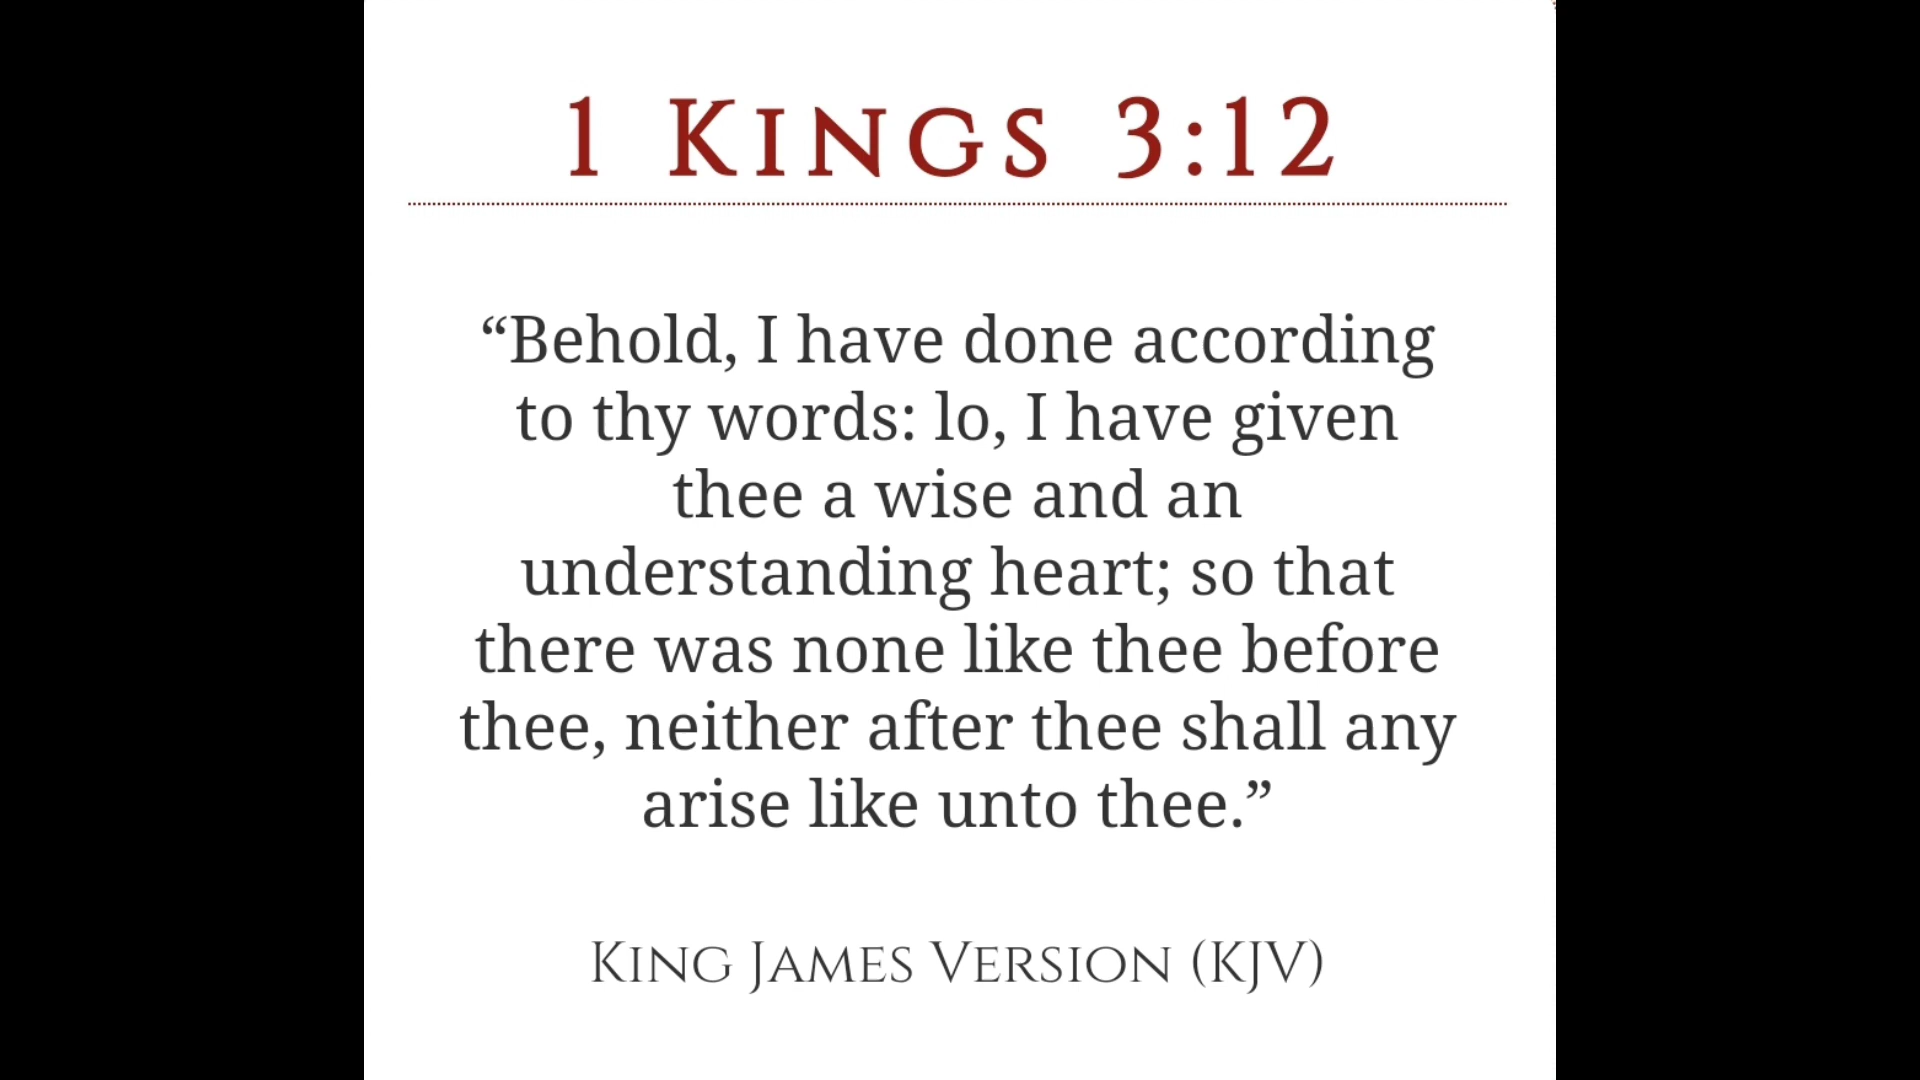 1 Kings 3:12
“Behold, I have done according
to thy words: lo, I have given
thee a wise and an
understanding heart; so that
there was none like thee before
thee, neither after thee shall any
arise like unto thee.”
King James Version (KJV)